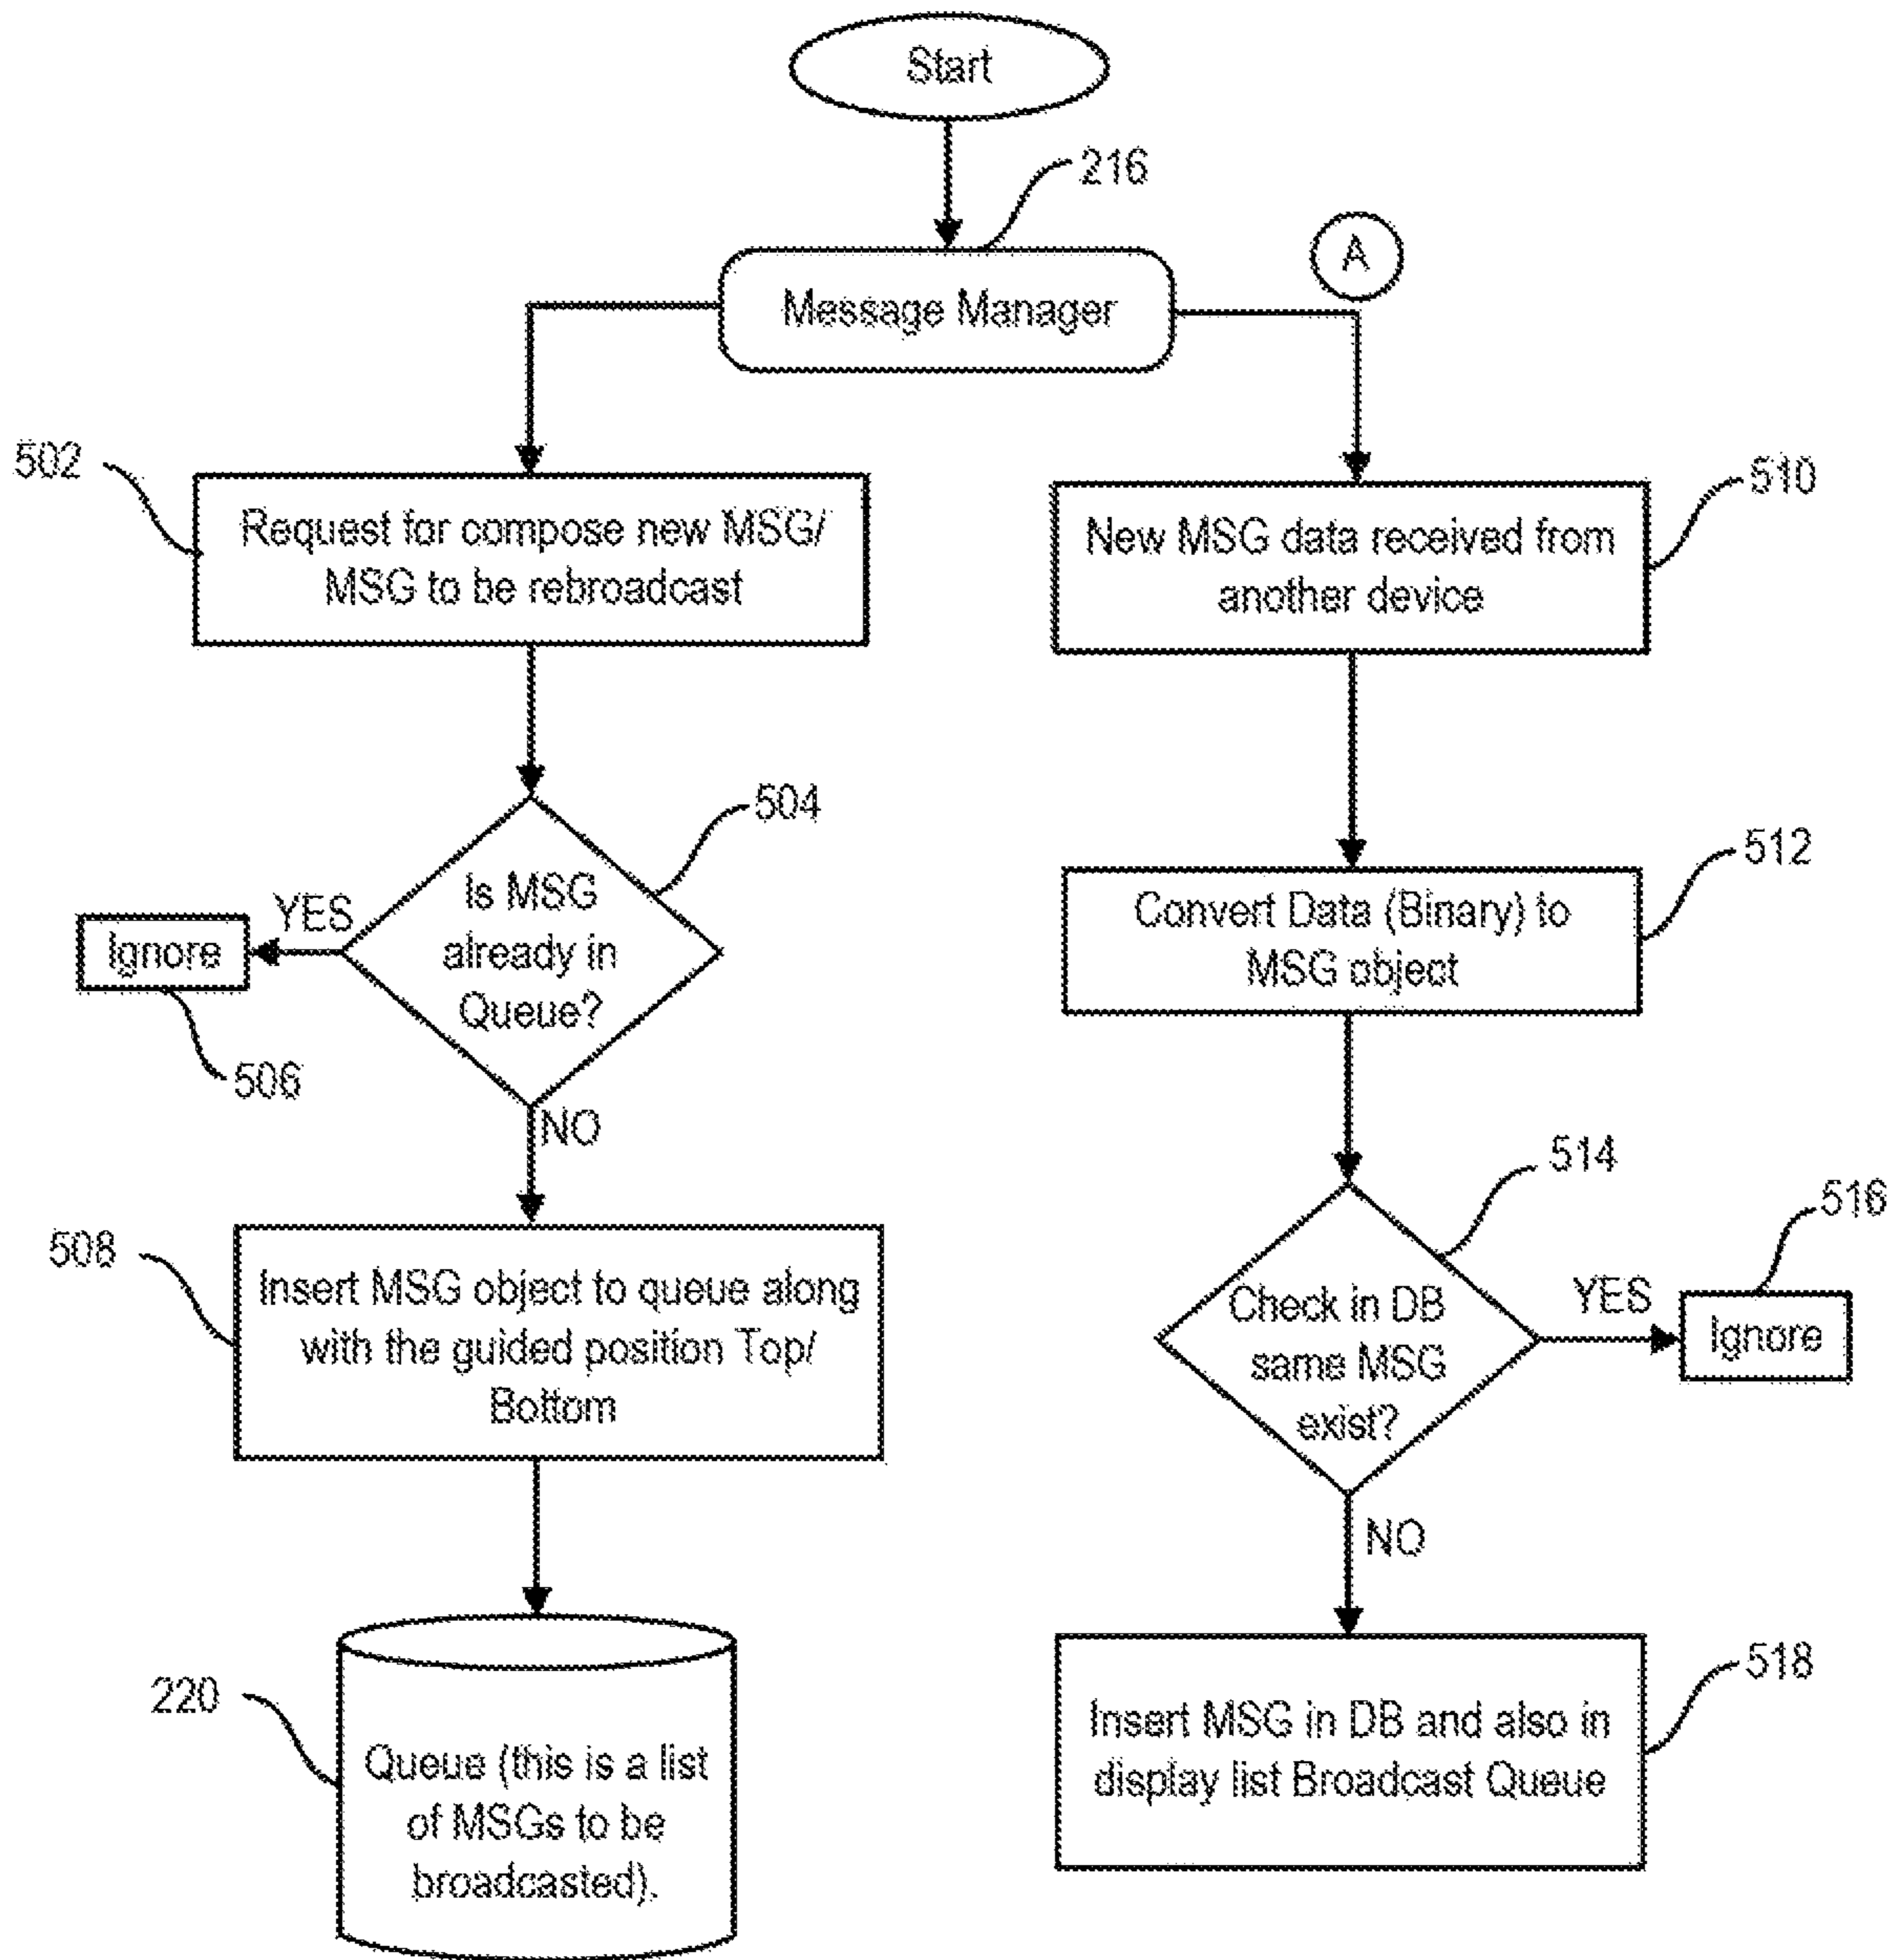 Start
216
A
Message Manager
502
Request for compose new MSG/
MSG to be rebroadcast
504
Is MSG
already in
Queue?
YES
Ignore
506
NO
508
Insert MSG object to queue along
with the guided position Top/
Bottom
220
Queue (this is a list
of MSGs to be
broadcasted).
510
New MSG data received from
another device
512
Convert Data (Binary) to
MSG object
514
Check in DB
same MSG
exist?
YES
516
Ignore
NO
518
Insert MSG in DB and also in
display list Broadcast Queue